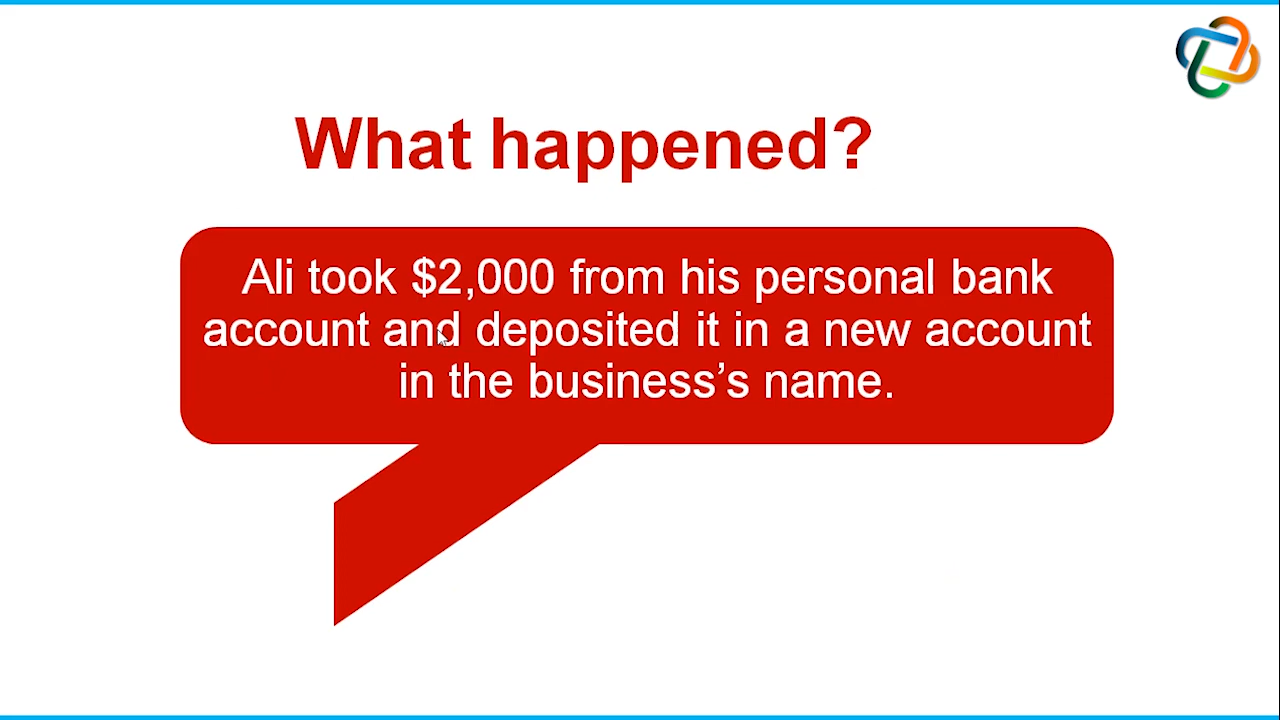 What happened?
Ali took $2,000 from his personal bank
account and deposited it in a new account
in the business’s name.